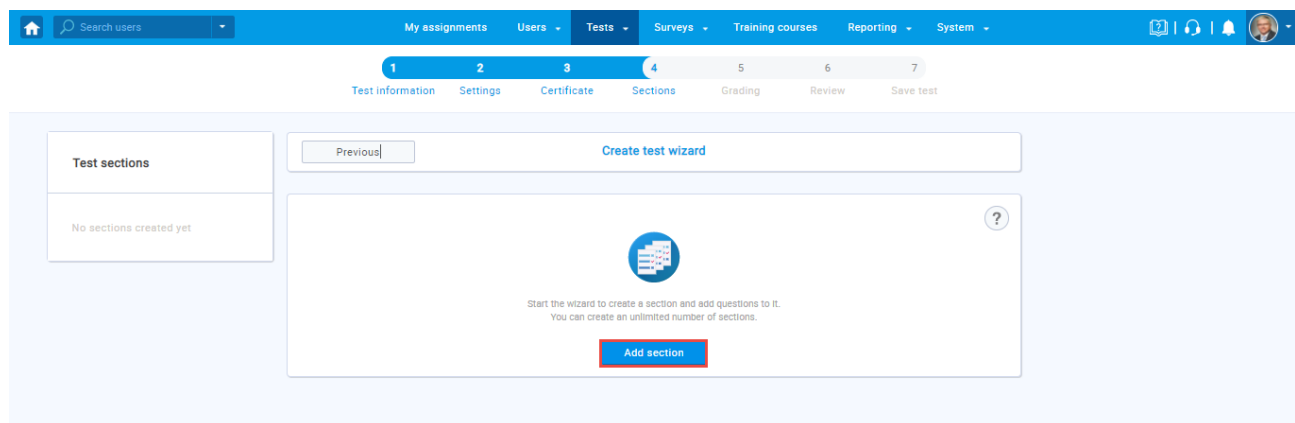 Search users
My assignments Users Tests Surveys Training courses Reporting System
1 2 3 4 5 6 7
Test information Settings Certificate Sections Grading Review Save test
Test sections
No sections created yet
Previous
Create test wizard
?
Start the wizard to create a section and add questions to it.
You can create an unlimited number of sections.
Add section